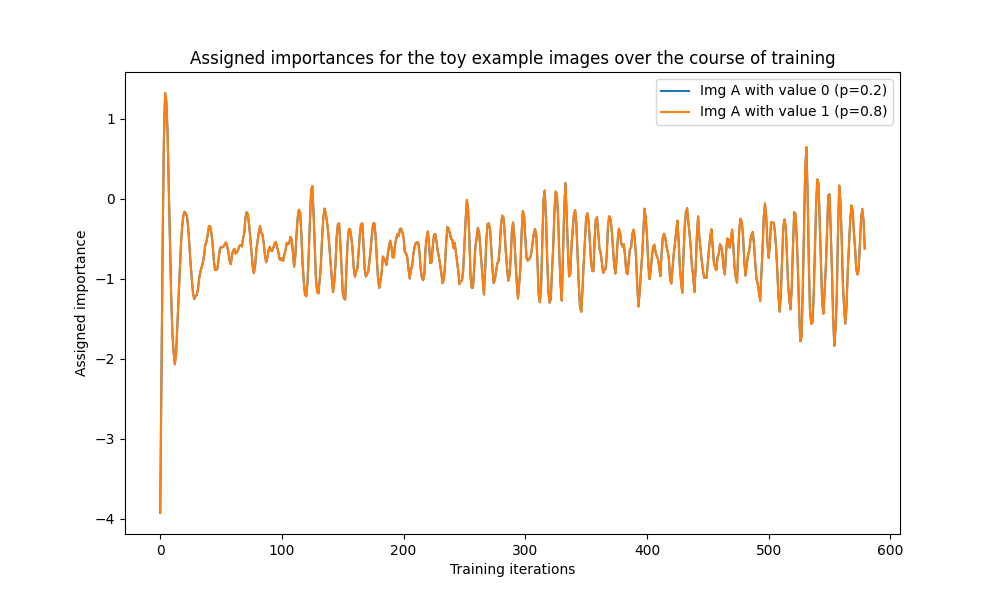 Assigned importances for the toy example images over the course of training
Img A with value 0 (p=0.2)
Img A with value 1 (p=0.8)
1
0
−1
−2
−3
−4
Assigned importance
0 100 200 300 400 500 600
Training iterations